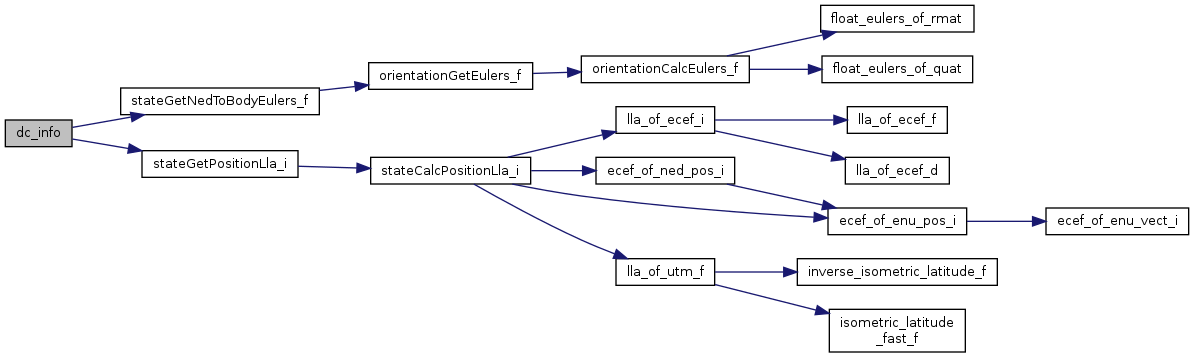 float_eulers_of_rmat
orientationCalcEulers_f
float_eulers_of_quat
orientationGetEulers_f
stateGetNedToBodyEulers_f
dc_info
lla_of_ecef_i
lla_of_ecef_f
stateGetPositionLla_i
stateCalcPositionLla_i
ecef_of_ned_pos_i
lla_of_ecef_d
ecef_of_enu_pos_i
ecef_of_enu_vect_i
lla_of_utm_f
inverse_isometric_latitude_f
isometric_latitude
_fast_f